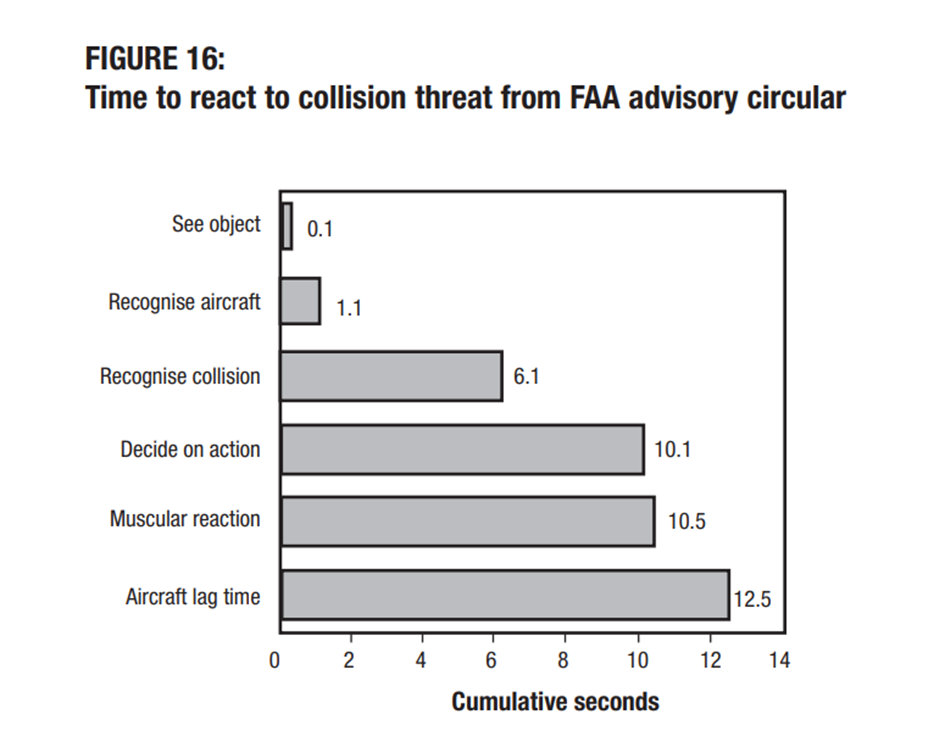 FIGURE 16:
Time to react to collision threat from FAA advisory circular
See object 0.1
Recognise aircraft 1.1
Recognise collision 6.1
Decide on action 10.1
Muscular reaction 10.5
Aircraft lag time 12.5
0 2 4 6 8 10 12 14
Cumulative seconds